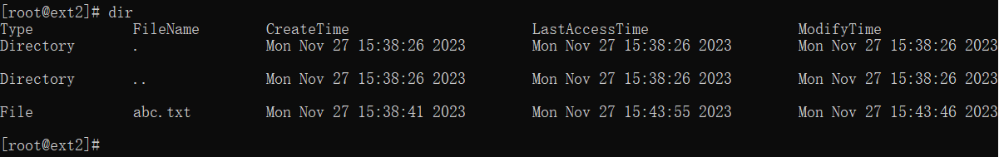 [root@ext2]# dir
Type FileName CreateTime LastAccessTime ModifyTime
Directory . Mon Nov 27 15:38:26 2023 Mon Nov 27 15:38:26 2023 Mon Nov 27 15:38:26 2023
Directory .. Mon Nov 27 15:38:26 2023 Mon Nov 27 15:38:26 2023 Mon Nov 27 15:38:26 2023
File abc.txt Mon Nov 27 15:38:41 2023 Mon Nov 27 15:43:55 2023 Mon Nov 27 15:43:46 2023
[root@ext2]#